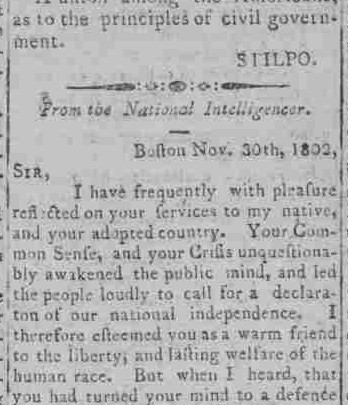 as to the principles of civil govern-
ment.
STILPO.
From the National Intelligencer.
Boston Nov. 30th, 1802,
SIR,
I have frequently with pleasure
reflected on your services to my native,
and your adopted country. Your Com-
mon Sense, and your Crisis unquestiona-
bly awakened the public mind, and led
the people loudly to call for a declara-
ton of our national independence. I
therefore esteemed you as a warm friend
to the liberty, and lasting welfare of the
human race. But when I heard, that
you had turned your mind to a defence